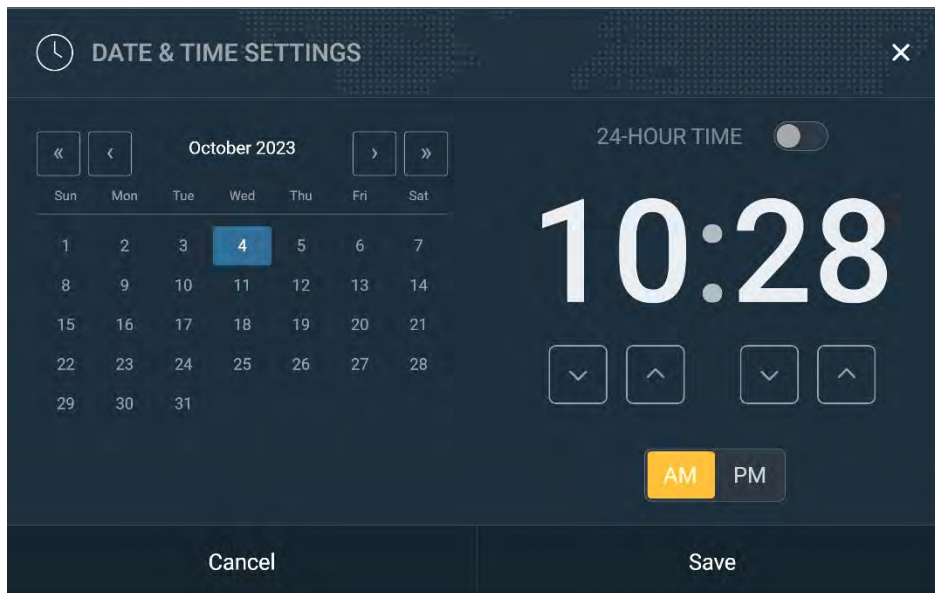 DATE & TIME SETTINGS
×
« ‹ October 2023 › »
Sun Mon Tue Wed Thu Fri Sat
1 2 3 4 5 6 7
8 9 10 11 12 13 14
15 16 17 18 19 20 21
22 23 24 25 26 27 28
29 30 31
24-HOUR TIME
10:28
AM PM
Cancel
Save